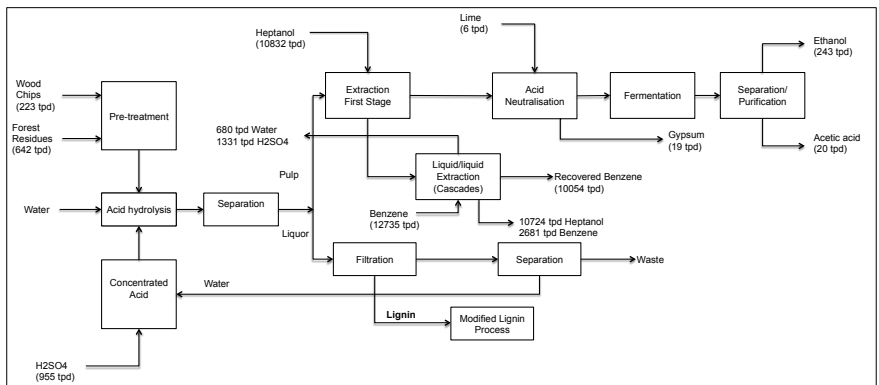 Heptanol
(10832 tpd)
Lime
(6 tpd)
Ethanol
(243 tpd)
Wood
Chips
(223 tpd)
Pre-treatment
Extraction
First Stage
Acid
Neutralisation
Fermentation
Separation/
Purification
Forest
Residues
(642 tpd)
680 tpd Water
1331 tpd H2SO4
Gypsum
(19 tpd)
Acetic acid
(20 tpd)
Pulp
Liquid/liquid
Extraction
(Cascades)
Recovered Benzene
(10054 tpd)
Water
Acid hydrolysis
Separation
Benzene
(12735 tpd)
10724 tpd Heptanol
2681 tpd Benzene
Liquor
Filtration
Separation
Waste
Concentrated
Acid
Water
Lignin
Modified Lignin
Process
H2SO4
(955 tpd)